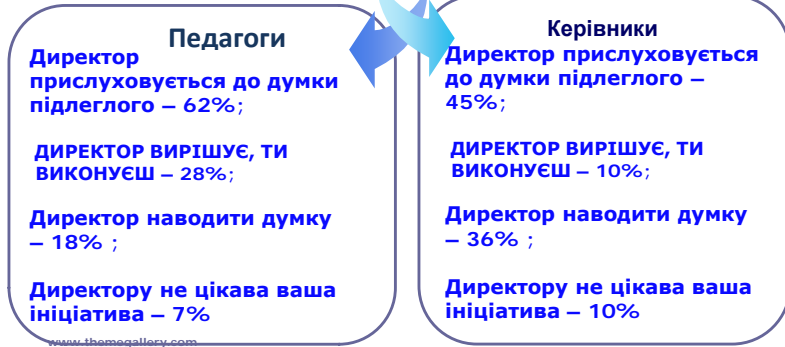 Педагоги
Директор
прислуховується до думки
підлеглого – 62%;
ДИРЕКТОР ВИРІШУЄ, ТИ
ВИКОНУЄШ – 28%;
Директор наводити думку
– 18% ;
Директору не цікава ваша
ініціатива – 7%
www.themegallery.com
Керівники
Директор прислуховується
до думки підлеглого –
45%;
ДИРЕКТОР ВИРІШУЄ, ТИ
ВИКОНУЄШ – 10%;
Директор наводити думку
– 36% ;
Директору не цікава ваша
ініціатива – 10%